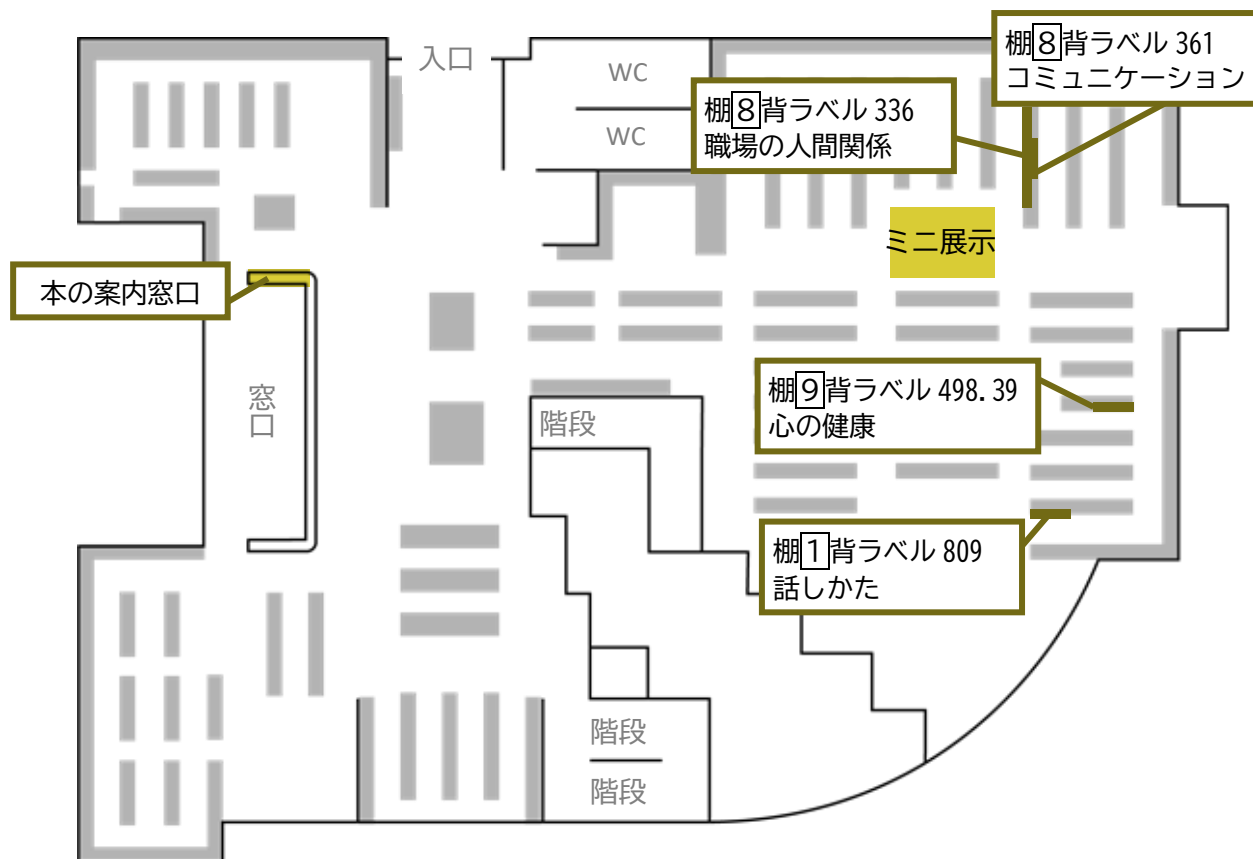 入口
WC
WC
棚8背ラベル 361
コミュニケーション
棚8背ラベル 336
職場の人間関係
ミニ展示
本の案内窓口
窓口
棚9背ラベル 498.39
心の健康
階段
棚1背ラベル 809
話しかた
階段
階段